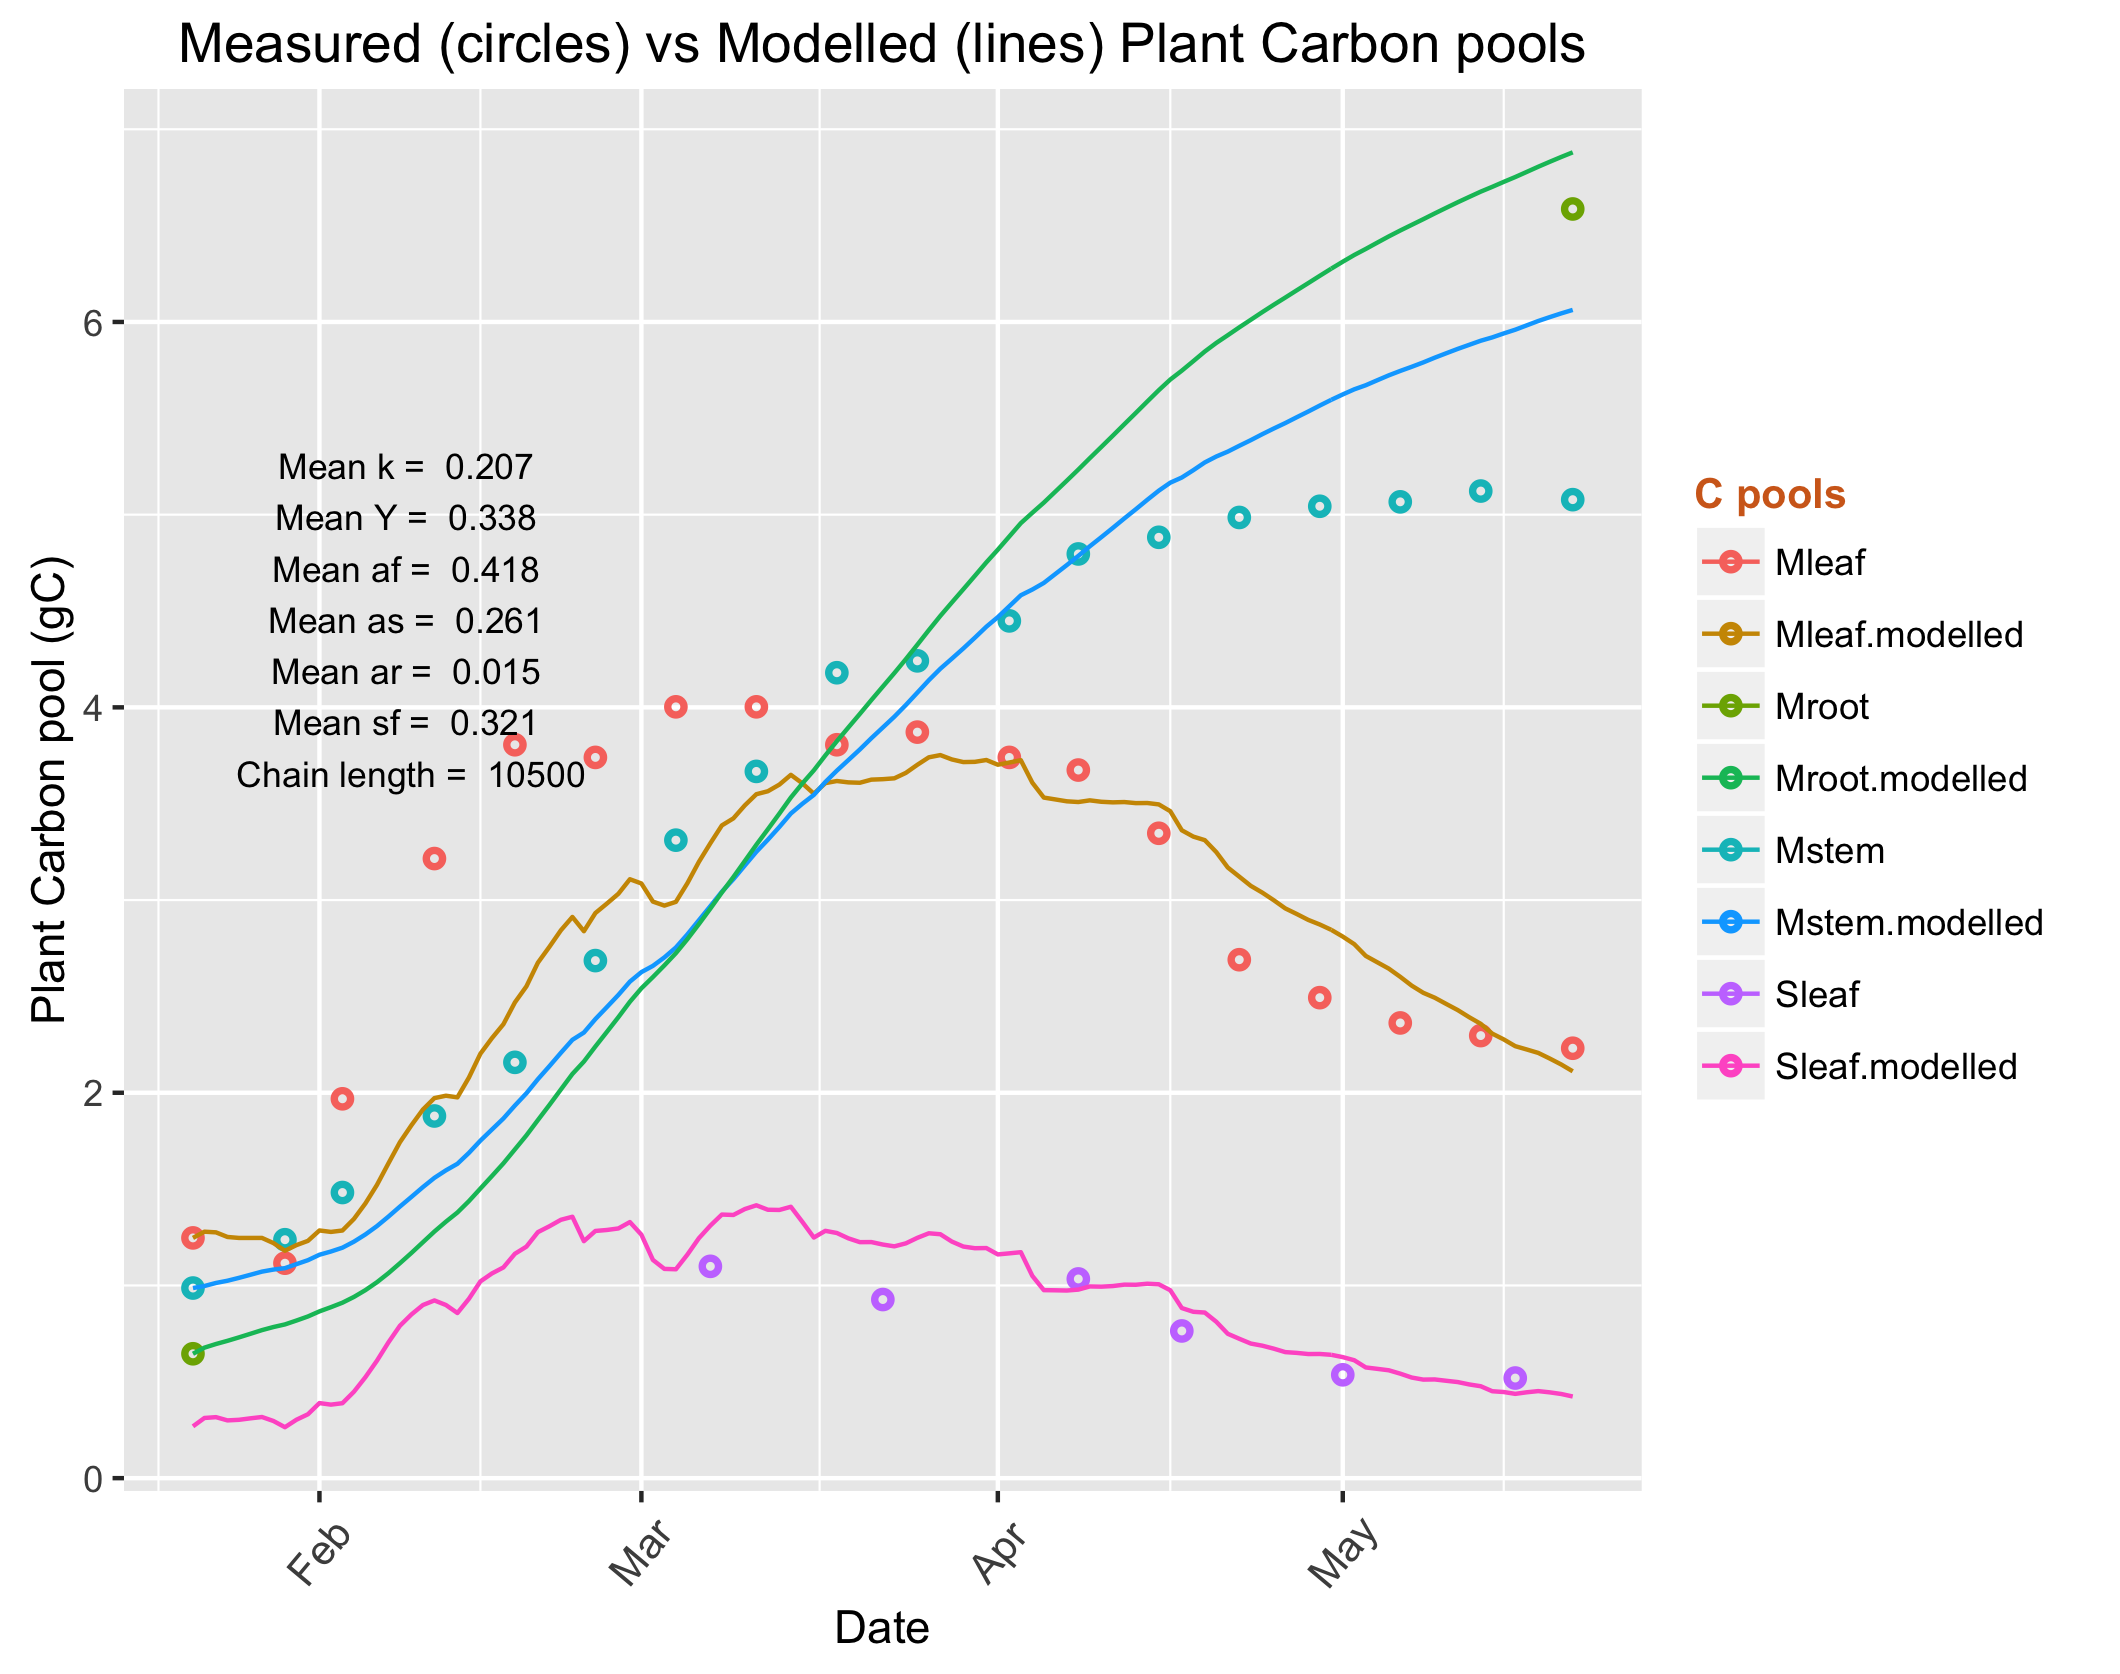 Measured (circles) vs Modelled (lines) Plant Carbon pools
Plant Carbon pool (gC)
6
4
2
0
Mean k = 0.207
Mean Y = 0.338
Mean af = 0.418
Mean as = 0.261
Mean ar = 0.015
Mean sf = 0.321
Chain length = 10500
Feb
Mar
Apr
May
Date
C pools
Mleaf
Mleaf.modelled
Mroot
Mroot.modelled
Mstem
Mstem.modelled
Sleaf
Sleaf.modelled